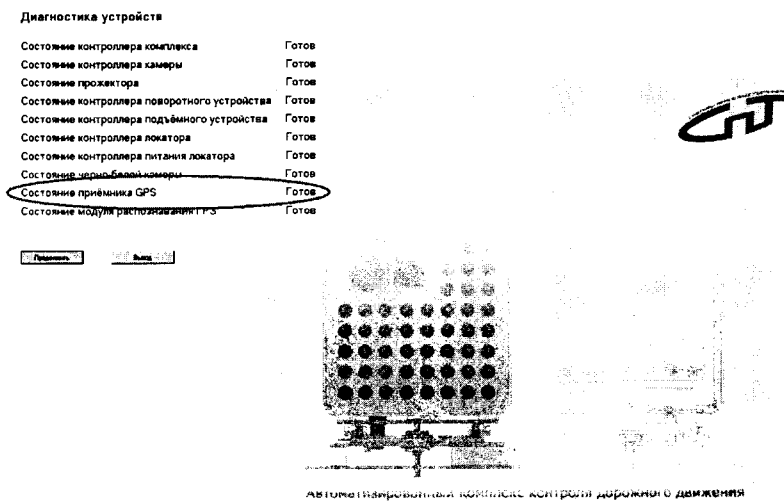 Диагностика устройств
Состояние контроллера комплекса Готов
Состояние контроллера камеры Готов
Состояние прожектора Готов
Состояние контроллера поворотного устройства Готов
Состояние контроллера подъёмного устройства Готов
Состояние контроллера локатора Готов
Состояние контроллера питания локатора Готов
Состояние черно-белой камеры Готов
Состояние приёмника GPS Готов
Состояние модуля распознавания ГРЗ Готов
Продолжить Выход
Автоматизированный комплекс контроля дорожного движения